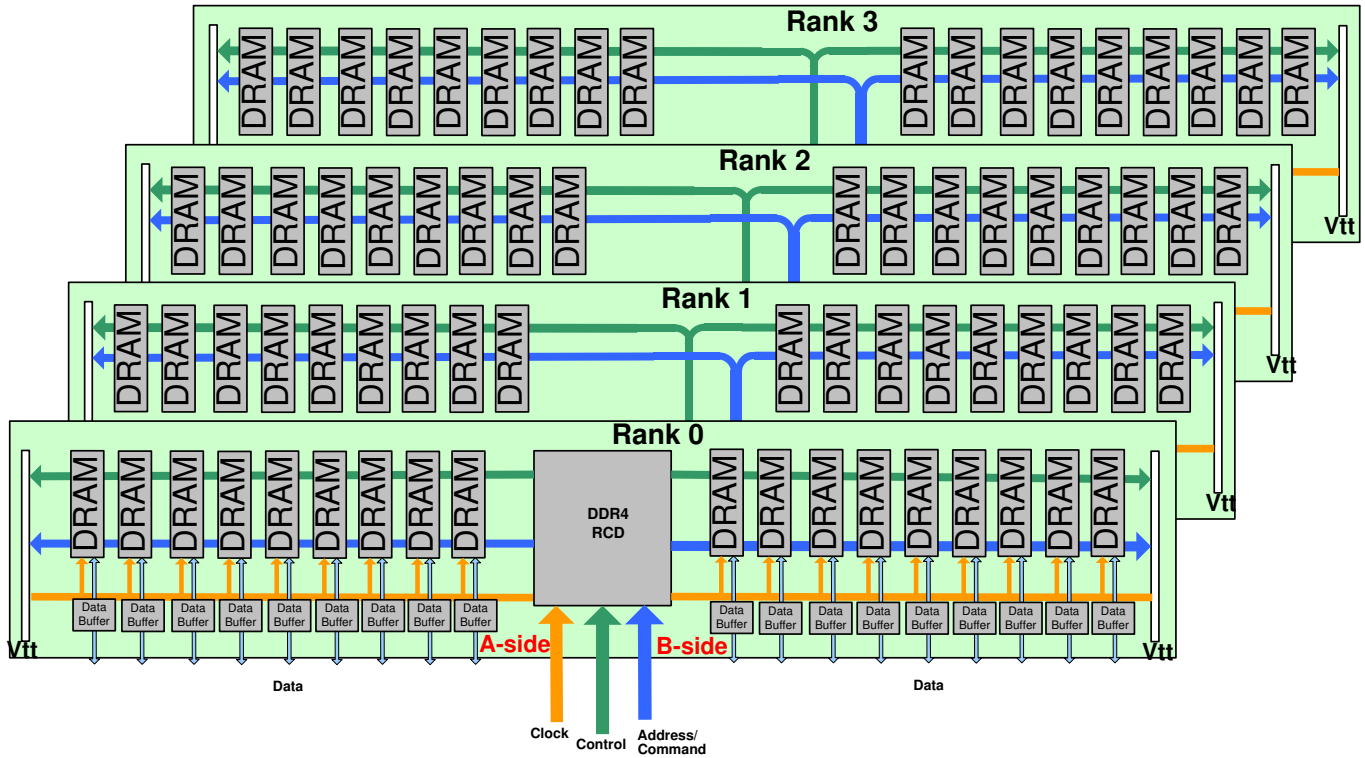 Rank 3
DRAM DRAM DRAM DRAM DRAM DRAM DRAM DRAM DRAM DRAM DRAM DRAM DRAM DRAM DRAM DRAM DRAM DRAM
Vtt
Rank 2
DRAM DRAM DRAM DRAM DRAM DRAM DRAM DRAM DRAM DRAM DRAM DRAM DRAM DRAM DRAM DRAM DRAM DRAM
Vtt
Rank 1
DRAM DRAM DRAM DRAM DRAM DRAM DRAM DRAM DRAM DRAM DRAM DRAM DRAM DRAM DRAM DRAM DRAM DRAM
Vtt
Rank 0
DRAM DRAM DRAM DRAM DRAM DRAM DRAM DRAM DRAM
DDR4
RCD
DRAM DRAM DRAM DRAM DRAM DRAM DRAM DRAM DRAM
Data Data Data Data Data Data Data Data Data Data Data Data Data Data Data Data Data Data
Buffer Buffer Buffer Buffer Buffer Buffer Buffer Buffer Buffer Buffer Buffer Buffer Buffer Buffer Buffer Buffer Buffer Buffer
Vtt A-side B-side Vtt
Data Data
Clock
Control
Address/
Command